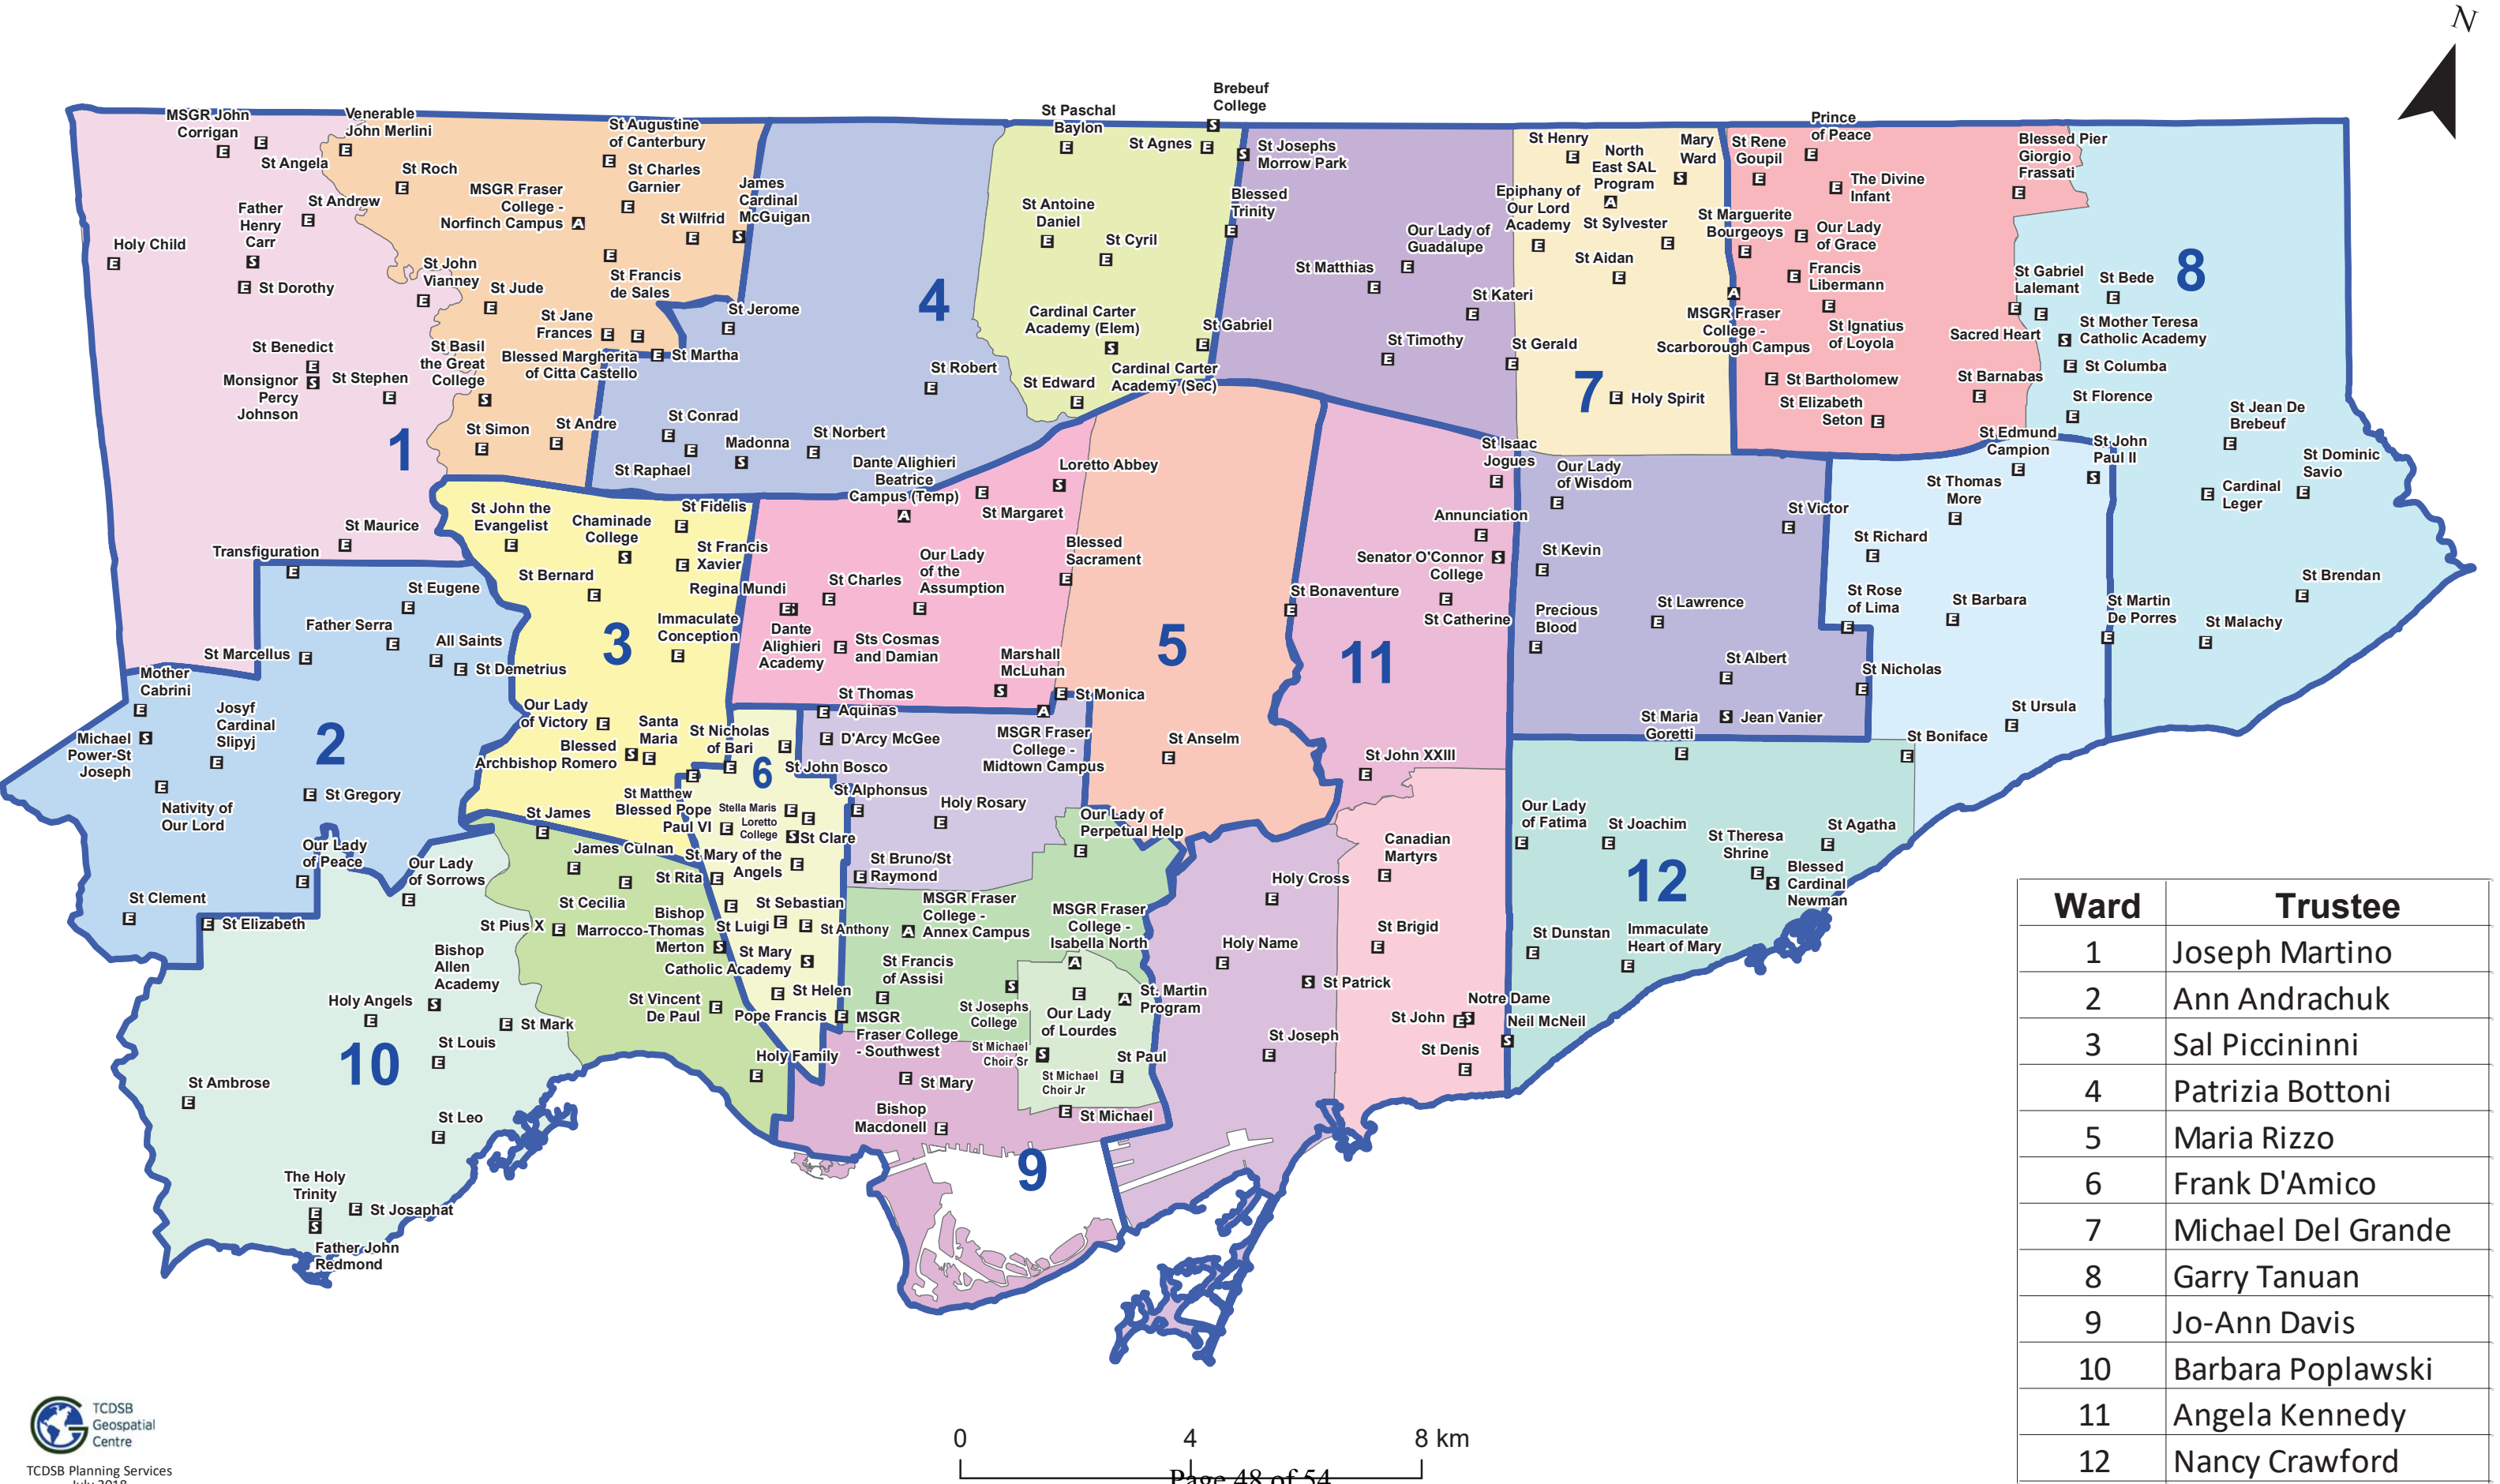 N
Brebeuf
College
St Paschal
Baylon
St Agnes
St Josephs
Morrow Park
MSGR John
Corrigan
St Angela
Venerable
John Merlini
St Roch
St Augustine
of Canterbury
St Charles
Garnier
MSGR Fraser
College -
Norfinch Campus
St Wilfrid
James
Cardinal
McGuigan
St Andrew
Father
Henry
Carr
Holy Child
St Dorothy
St John
Vianney
St Jude
St Francis
de Sales
St Jane
Frances
Blessed Margherita
of Citta Castello
St Martha
St Jerome
St Benedict
Monsignor
Percy
Johnson
St Stephen
St Basil
the Great
College
St Simon
St Andre
1
St Maurice
4
St Robert
St Conrad
St Raphael
Madonna
St Norbert
St Antoine
Daniel
St Cyril
Cardinal Carter
Academy (Elem)
Cardinal Carter
Academy (Sec)
St Edward
St Gabriel
Blessed
Trinity
St Matthias
Our Lady of
Guadalupe
St Kateri
St Timothy
St Gerald
St Henry
North
East SAL
Program
Mary
Ward
Epiphany of
Our Lord
Academy
St Sylvester
St Aidan
7
Holy Spirit
St Rene
Goupil
Prince
of Peace
The Divine
Infant
St Marguerite
Bourgeoys
Our Lady
of Grace
Francis
Libermann
MSGR Fraser
College -
Scarborough Campus
St Ignatius
of Loyola
St Bartholomew
St Elizabeth
Seton
Blessed Pier
Giorgio
Frassati
St Gabriel
Lalemant
Sacred Heart
St Barnabas
8
St Bede
St Mother Teresa
Catholic Academy
St Columba
St Florence
St Jean De
Brebeuf
St Edmund
Campion
St John
Paul II
St Dominic
Savio
Cardinal
Leger
St Thomas
More
St Richard
St Rose
of Lima
St Barbara
St Martin
De Porres
St Malachy
St Brendan
St Nicholas
St Ursula
St Boniface
St Isaac
Jogues
Our Lady
of Wisdom
Annunciation
Senator O'Connor
College
St Kevin
St Victor
St Bonaventure
St Catherine
Precious
Blood
St Lawrence
St Albert
St Maria
Goretti
Jean Vanier
11
St John XXIII
5
St Anselm
Dante Alighieri
Beatrice
Campus (Temp)
Loretto Abbey
St Margaret
Blessed
Sacrament
Our Lady
of the
Assumption
St Charles
Regina Mundi
Dante
Alighieri
Academy
Sts Cosmas
and Damian
Marshall
McLuhan
St Monica
St Thomas
Aquinas
D'Arcy McGee
MSGR Fraser
College -
Midtown Campus
St John the
Evangelist
Chaminade
College
St Fidelis
St Francis
Xavier
St Bernard
Immaculate
Conception
3
Our Lady
of Victory
Santa
Maria
Blessed
Archbishop Romero
St Nicholas
of Bari
6
St John Bosco
St Matthew
Blessed Pope
Paul VI
Stella Maris
Loretto
College
St Clare
St Alphonsus
Holy Rosary
Our Lady of
Perpetual Help
Transfiguration
St Eugene
Father Serra
All Saints
St Marcellus
St Demetrius
Mother
Cabrini
Josyf
Cardinal
Slipyj
Michael
Power-St
Joseph
2
Nativity of
Our Lord
St Gregory
Our Lady
of Peace
St Clement
St Elizabeth
Our Lady
of Sorrows
St James
James Culnan
St Mary of the
Angels
St Rita
St Cecilia
St Pius X
Bishop
Marrocco-Thomas
Merton
St Luigi
St Sebastian
St Anthony
St Mary
Catholic Academy
St Helen
St Vincent
De Paul
Pope Francis
MSGR
Fraser College
- Southwest
Holy Family
St Bruno/St
Raymond
MSGR Fraser
College -
Annex Campus
MSGR Fraser
College -
Isabella North
St Francis
of Assisi
St Josephs
College
Our Lady
of Lourdes
St. Martin
Program
St Michael
Choir Sr
St Michael
Choir Jr
St Paul
St Mary
Bishop
Macdonell
St Michael
9
Bishop
Allen
Academy
Holy Angels
St Mark
St Louis
10
St Ambrose
St Leo
The Holy
Trinity
St Josaphat
Father John
Redmond
Holy Cross
Holy Name
St Patrick
St Joseph
Canadian
Martyrs
St Brigid
St John
Notre Dame
Neil McNeil
St Denis
Our Lady
of Fatima
St Joachim
St Theresa
Shrine
St Agatha
12
Blessed
Cardinal
Newman
St Dunstan
Immaculate
Heart of Mary
Ward Trustee
1 Joseph Martino
2 Ann Andrachuk
3 Sal Piccininni
4 Patrizia Bottoni
5 Maria Rizzo
6 Frank D'Amico
7 Michael Del Grande
8 Garry Tanuan
9 Jo-Ann Davis
10 Barbara Poplawski
11 Angela Kennedy
12 Nancy Crawford
TCDSB
Geospatial
Centre
TCDSB Planning Services
July 2018
0 4 8 km
Page 48 of 54